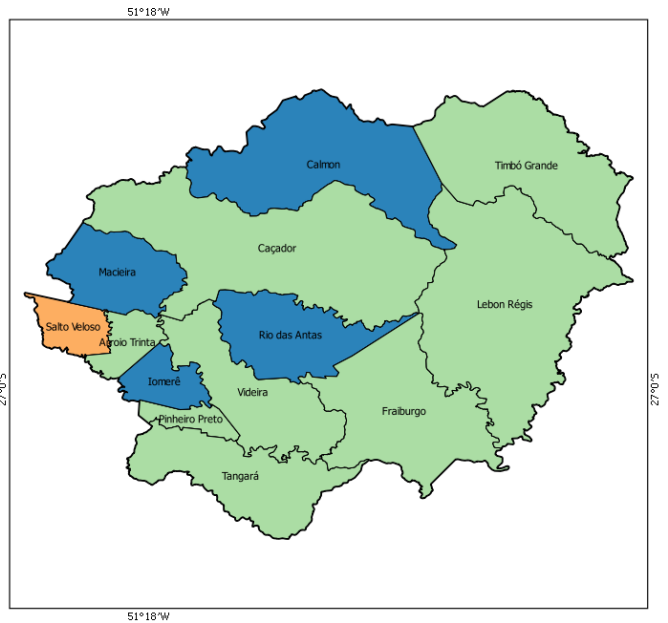 51°18'W
Calmon
Timbó Grande
Caçador
Macieira
Lebon Régis
Salto Veloso
Arroio Trinta
Rio das Antas
Iomerê
Videira
27°0'S
27°0'S
Fraiburgo
Pinheiro Preto
Tangará
51°18'W